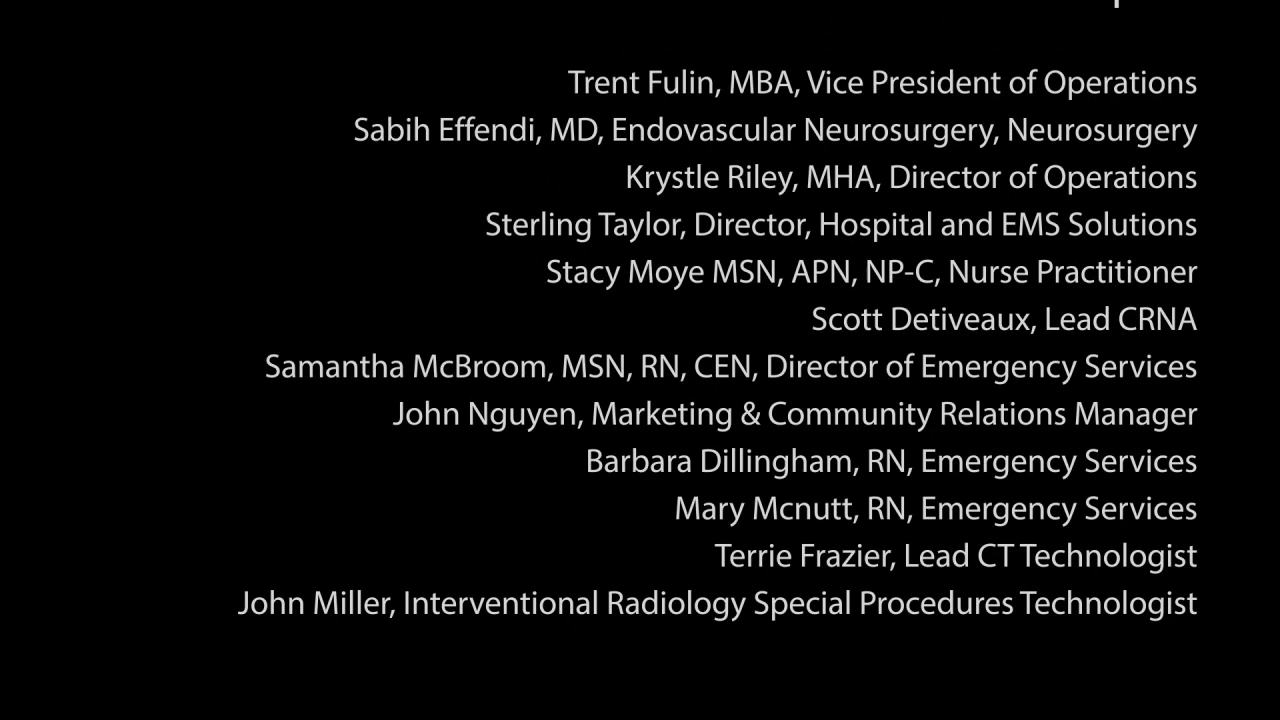 Trent Fulin, MBA, Vice President of Operations
Sabih Effendi, MD, Endovascular Neurosurgery, Neurosurgery
Krystle Riley, MHA, Director of Operations
Sterling Taylor, Director, Hospital and EMS Solutions
Stacy Moye MSN, APN, NP-C, Nurse Practitioner
Scott Detiveaux, Lead CRNA
Samantha McBroom, MSN, RN, CEN, Director of Emergency Services
John Nguyen, Marketing & Community Relations Manager
Barbara Dillingham, RN, Emergency Services
Mary Mcnutt, RN, Emergency Services
Terrie Frazier, Lead CT Technologist
John Miller, Interventional Radiology Special Procedures Technologist